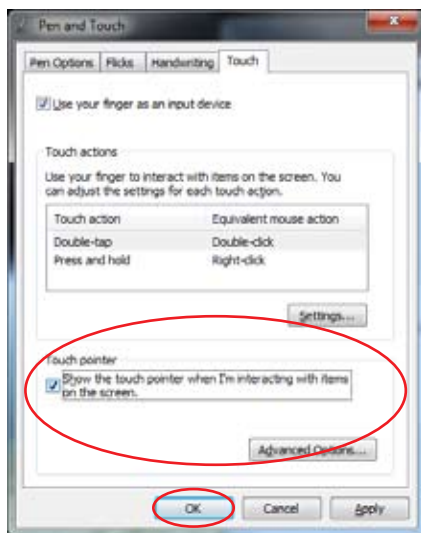 Pen and Touch
Pen Options Flicks Handwriting Touch
Use your finger as an input device
Touch actions
Use your finger to interact with items on the screen. You
can adjust the settings for each touch action.
Touch action Equivalent mouse action
Double-tap Double-click
Press and hold Right-click
Settings...
Touch pointer
Show the touch pointer when I'm interacting with items
on the screen.
Advanced Options...
OK Cancel Apply